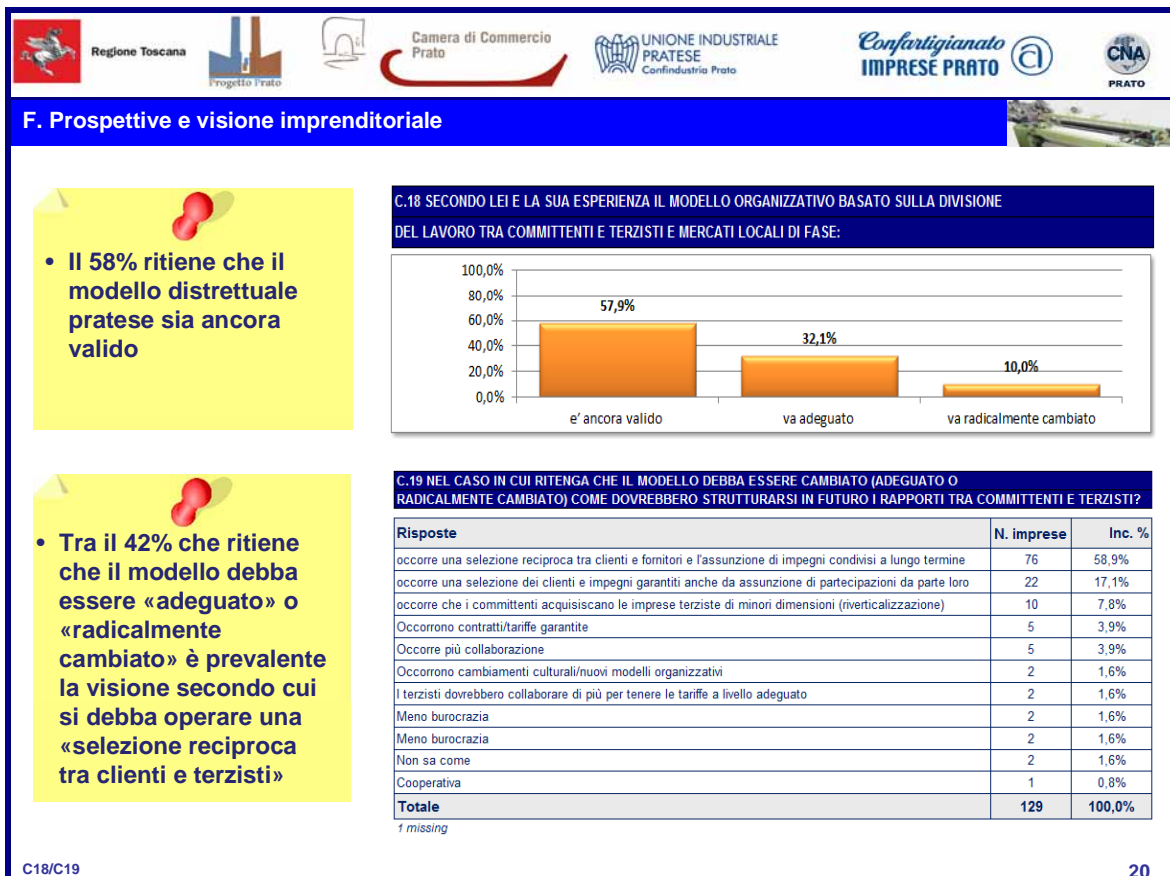 Regione Toscana
Progetto Prato
Camera di Commercio
Prato
UNIONE INDUSTRIALE
PRATESE
Confindustria Prato
Confartigianato
IMPRESE PRATO
CNA
PRATO
F. Prospettive e visione imprenditoriale
• Il 58% ritiene che il
modello distrettuale
pratese sia ancora
valido
C.18 SECONDO LEI E LA SUA ESPERIENZA IL MODELLO ORGANIZZATIVO BASATO SULLA DIVISIONE
DEL LAVORO TRA COMMITTENTI E TERZISTI E MERCATI LOCALI DI FASE:
100,0%
80,0%
60,0%
40,0%
20,0%
0,0%
57,9%
32,1%
10,0%
e' ancora valido va adeguato va radicalmente cambiato
• Tra il 42% che ritiene
che il modello debba
essere «adeguato» o
«radicalmente
cambiato» è prevalente
la visione secondo cui
si debba operare una
«selezione reciproca
tra clienti e terzisti»
C.19 NEL CASO IN CUI RITENGA CHE IL MODELLO DEBBA ESSERE CAMBIATO (ADEGUATO O
RADICALMENTE CAMBIATO) COME DOVREBBERO STRUTTURARSI IN FUTURO I RAPPORTI TRA COMMITTENTI E TERZISTI?
Risposte N. imprese Inc. %
occorre una selezione reciproca tra clienti e fornitori e l'assunzione di impegni condivisi a lungo termine 76 58,9%
occorre una selezione dei clienti e impegni garantiti anche da assunzione di partecipazioni da parte loro 22 17,1%
occorre che i committenti acquisiscano le imprese terziste di minori dimensioni (riverticalizzazione) 10 7,8%
Occorrono contratti/tariffe garantite 5 3,9%
Occorre più collaborazione 5 3,9%
Occorrono cambiamenti culturali/nuovi modelli organizzativi 2 1,6%
I terzisti dovrebbero collaborare di più per tenere le tariffe a livello adeguato 2 1,6%
Meno burocrazia 2 1,6%
Meno burocrazia 2 1,6%
Non sa come 2 1,6%
Cooperativa 1 0,8%
Totale 129 100,0%
1 missing
C18/C19
20